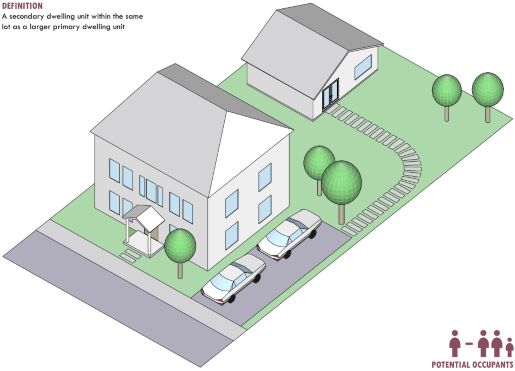 DEFINITION
A secondary dwelling unit within the same
lot as a larger primary dwelling unit
POTENTIAL OCCUPANTS